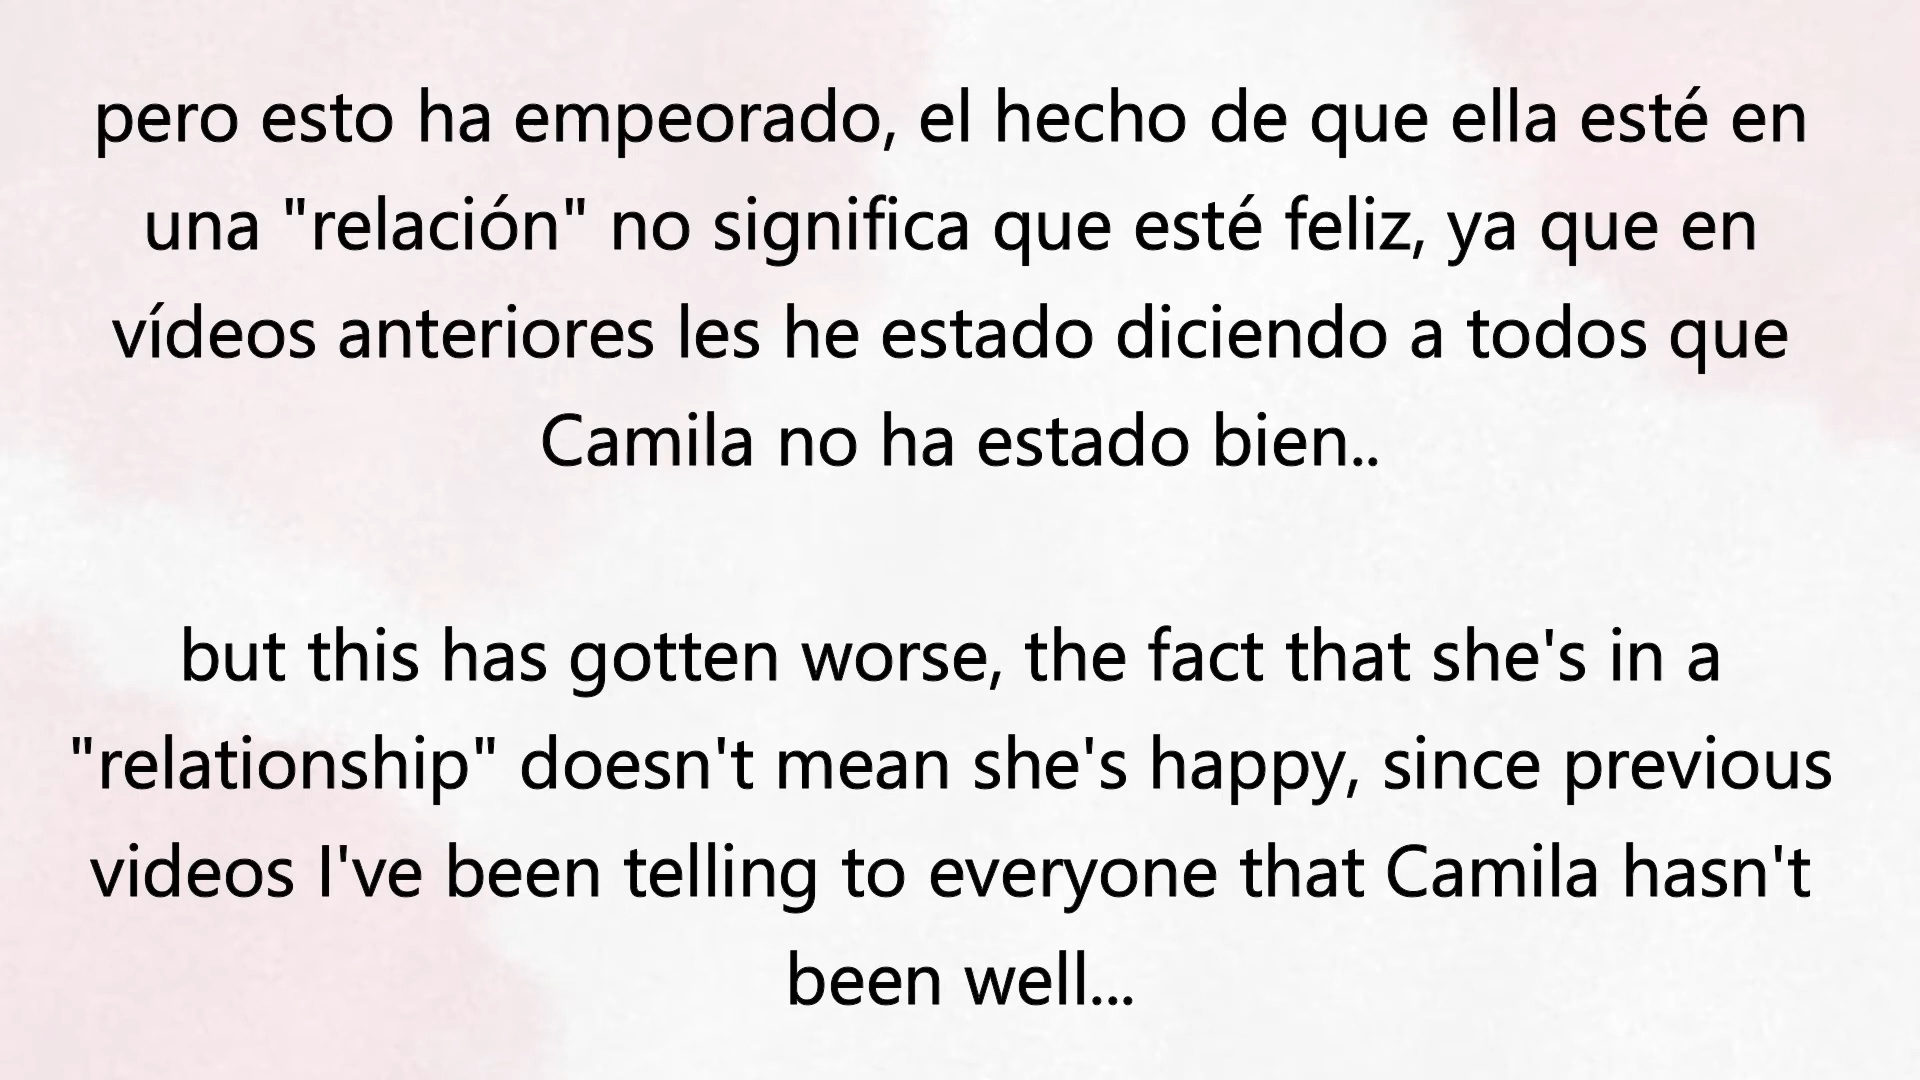 pero esto ha empeorado, el hecho de que ella esté en
una "relación" no significa que esté feliz, ya que en
vídeos anteriores les he estado diciendo a todos que
Camila no ha estado bien..
but this has gotten worse, the fact that she's in a
"relationship" doesn't mean she's happy, since previous
videos I've been telling to everyone that Camila hasn't
been well...